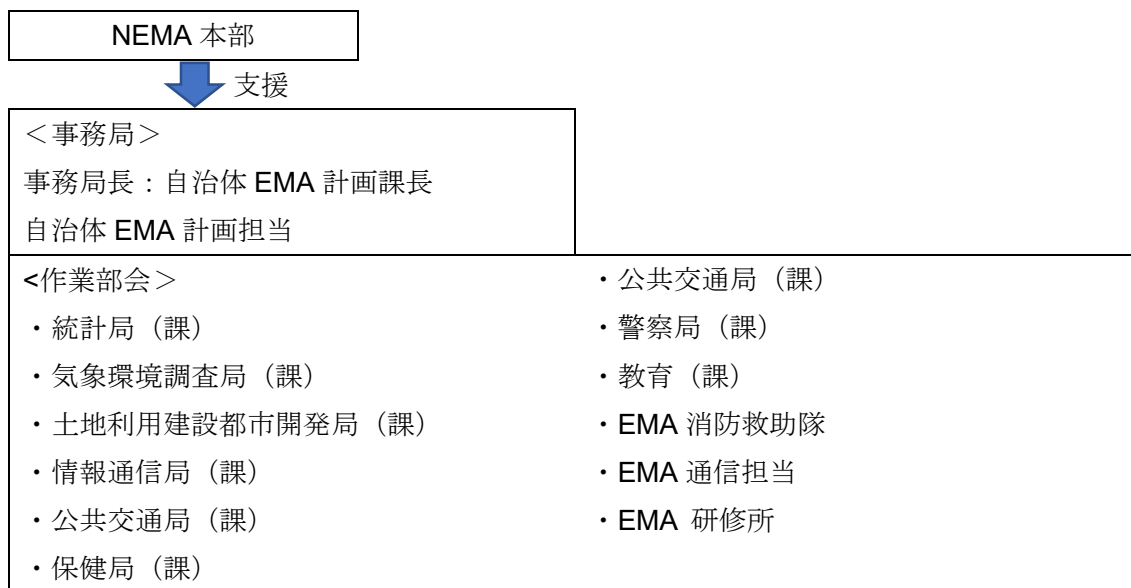 NEMA 本部
支援
＜事務局＞
事務局長：自治体 EMA 計画課長
自治体 EMA 計画担当
<作業部会＞
・統計局（課）
・気象環境調査局（課）
・土地利用建設都市開発局（課）
・情報通信局（課）
・公共交通局（課）
・保健局（課）
・公共交通局（課）
・警察局（課）
・教育（課）
・EMA 消防救助隊
・EMA 通信担当
・EMA 研修所